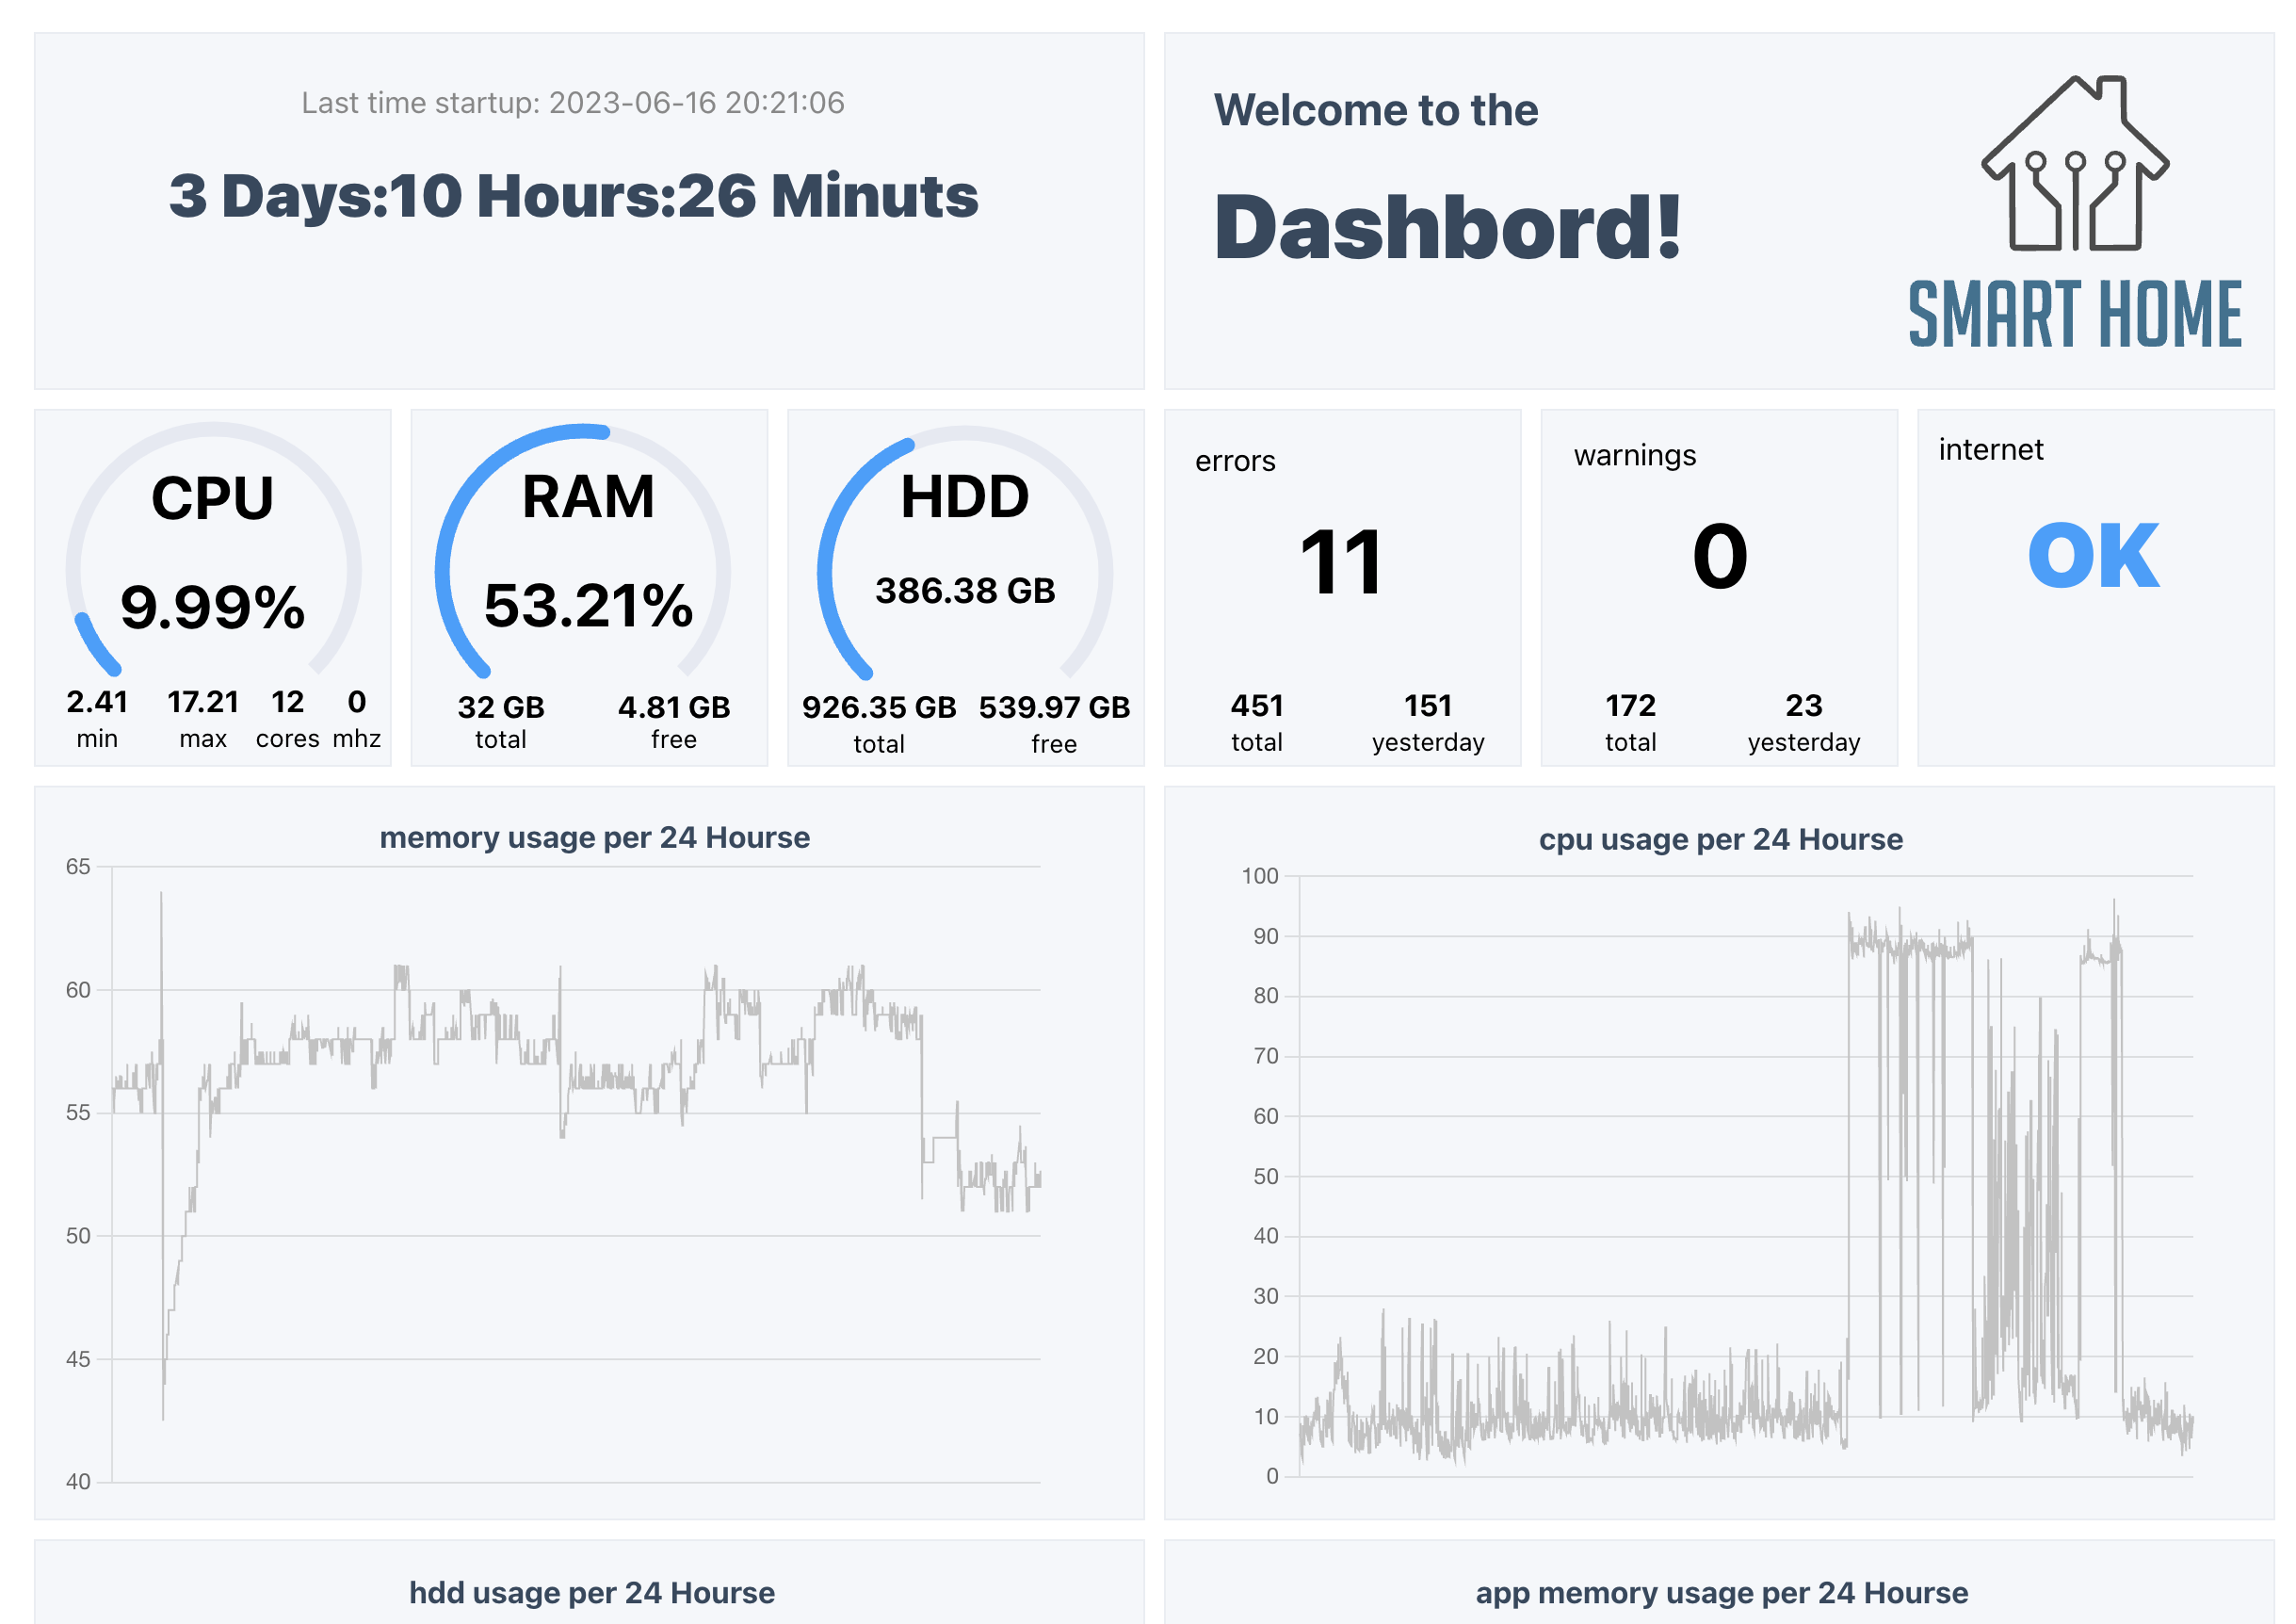 Last time startup: 2023-06-16 20:21:06
3 Days:10 Hours:26 Minuts
Welcome to the
Dashbord!
SMART HOME
CPU
9.99%
2.41 17.21 12 0
min max cores mhz
RAM
53.21%
32 GB 4.81 GB
total free
HDD
386.38 GB
926.35 GB 539.97 GB
total free
errors
11
451 151
total yesterday
warnings
0
172 23
total yesterday
internet
OK
memory usage per 24 Hourse
65
60
55
50
45
40
cpu usage per 24 Hourse
100
90
80
70
60
50
40
30
20
10
0
hdd usage per 24 Hourse
app memory usage per 24 Hourse